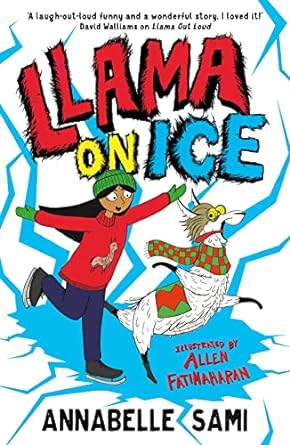 'A laugh-out-loud funny and a wonderful story. I loved it!'
David Walliams on Llama Out Loud
LLAMA
ON ICE
ILLUSTRATED BY
ALLEN
FATIMAHARAN
ANNABELLE SAMI